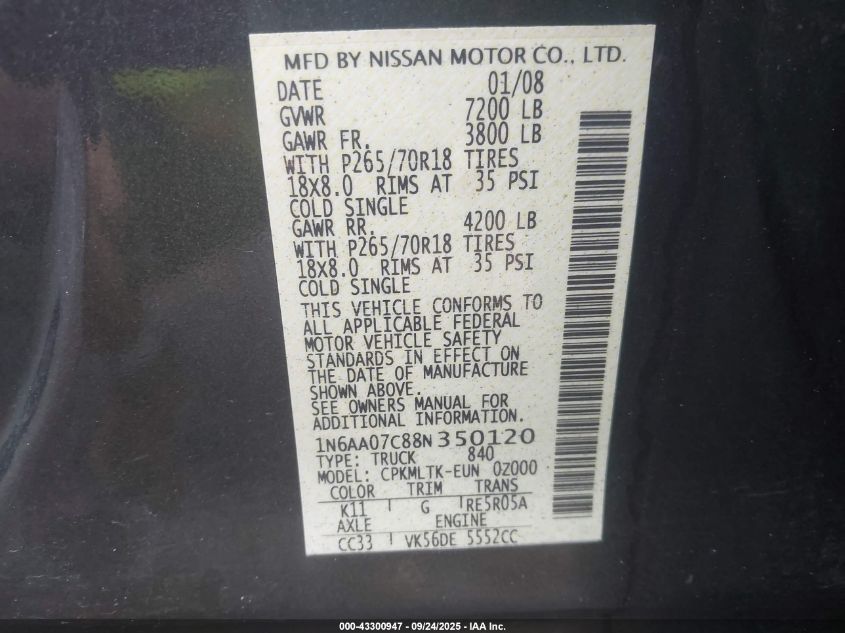 MFD BY NISSAN MOTOR CO., LTD.
DATE 01/08
GVWR 7200 LB
GAWR FR. 3800 LB
WITH P265/70R18 TIRES
18X8.0 RIMS AT 35 PSI
COLD SINGLE
GAWR RR. 4200 LB
WITH P265/70R18 TIRES
18X8.0 RIMS AT 35 PSI
COLD SINGLE
THIS VEHICLE CONFORMS TO
ALL APPLICABLE FEDERAL
MOTOR VEHICLE SAFETY
STANDARDS IN EFFECT ON
THE DATE OF MANUFACTURE
SHOWN ABOVE.
SEE OWNERS MANUAL FOR
ADDITIONAL INFORMATION.
1N6AA07C88N350120
TYPE: TRUCK 840
MODEL: CPKMLTK-EUN 0Z000
COLOR TRIM TRANS
K11 G RE5R05A
AXLE ENGINE
CC33 VK56DE 5552CC
000-43300947 - 09/24/2025 - IAA Inc.